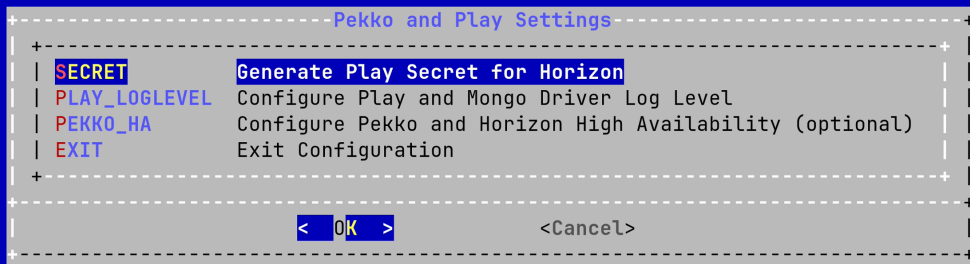 Pekko and Play Settings
SECRET Generate Play Secret for Horizon
PLAY_LOGLEVEL Configure Play and Mongo Driver Log Level
PEKKO_HA Configure Pekko and Horizon High Availability (optional)
EXIT Exit Configuration
< OK > <Cancel>